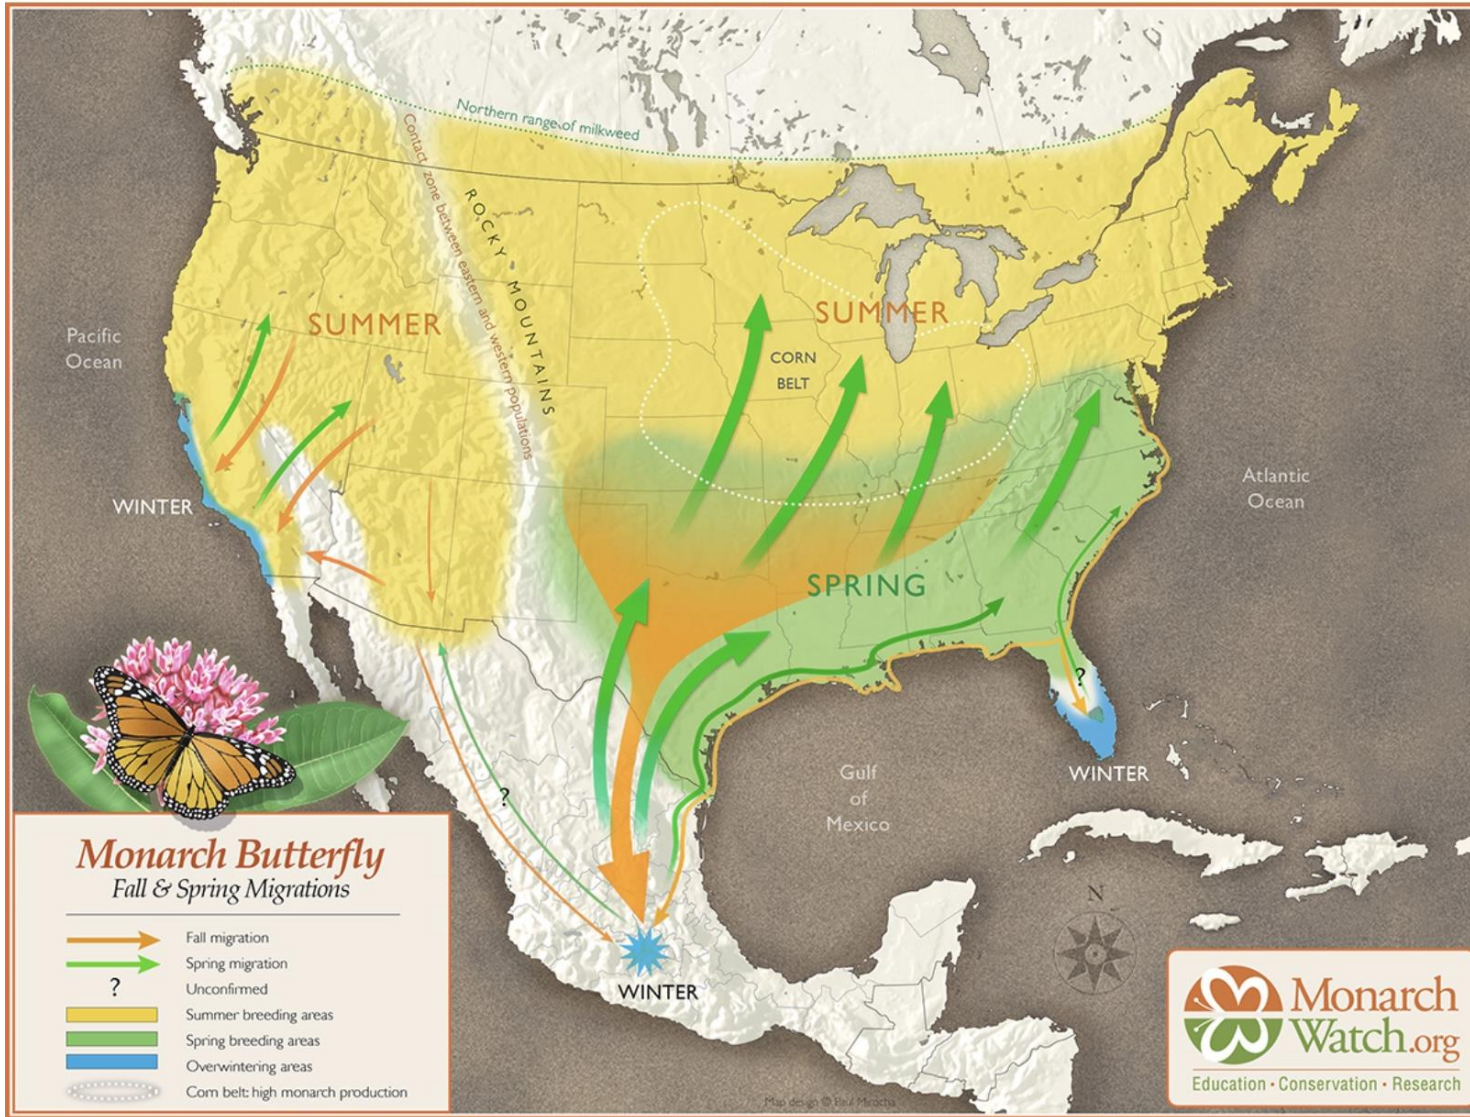 Northern range of milkweed
Contact zone between eastern and western populations
ROCKY MOUNTAINS
Pacific
Ocean
SUMMER
SUMMER
CORN
BELT
WINTER
Atlantic
Ocean
SPRING
?
?
Gulf
of
Mexico
WINTER
WINTER
N
Monarch Butterfly
Fall & Spring Migrations
Fall migration
Spring migration
? Unconfirmed
Summer breeding areas
Spring breeding areas
Overwintering areas
Corn belt: high monarch production
Monarch
Watch.org
Education • Conservation • Research
Map design © Paul Mirocha